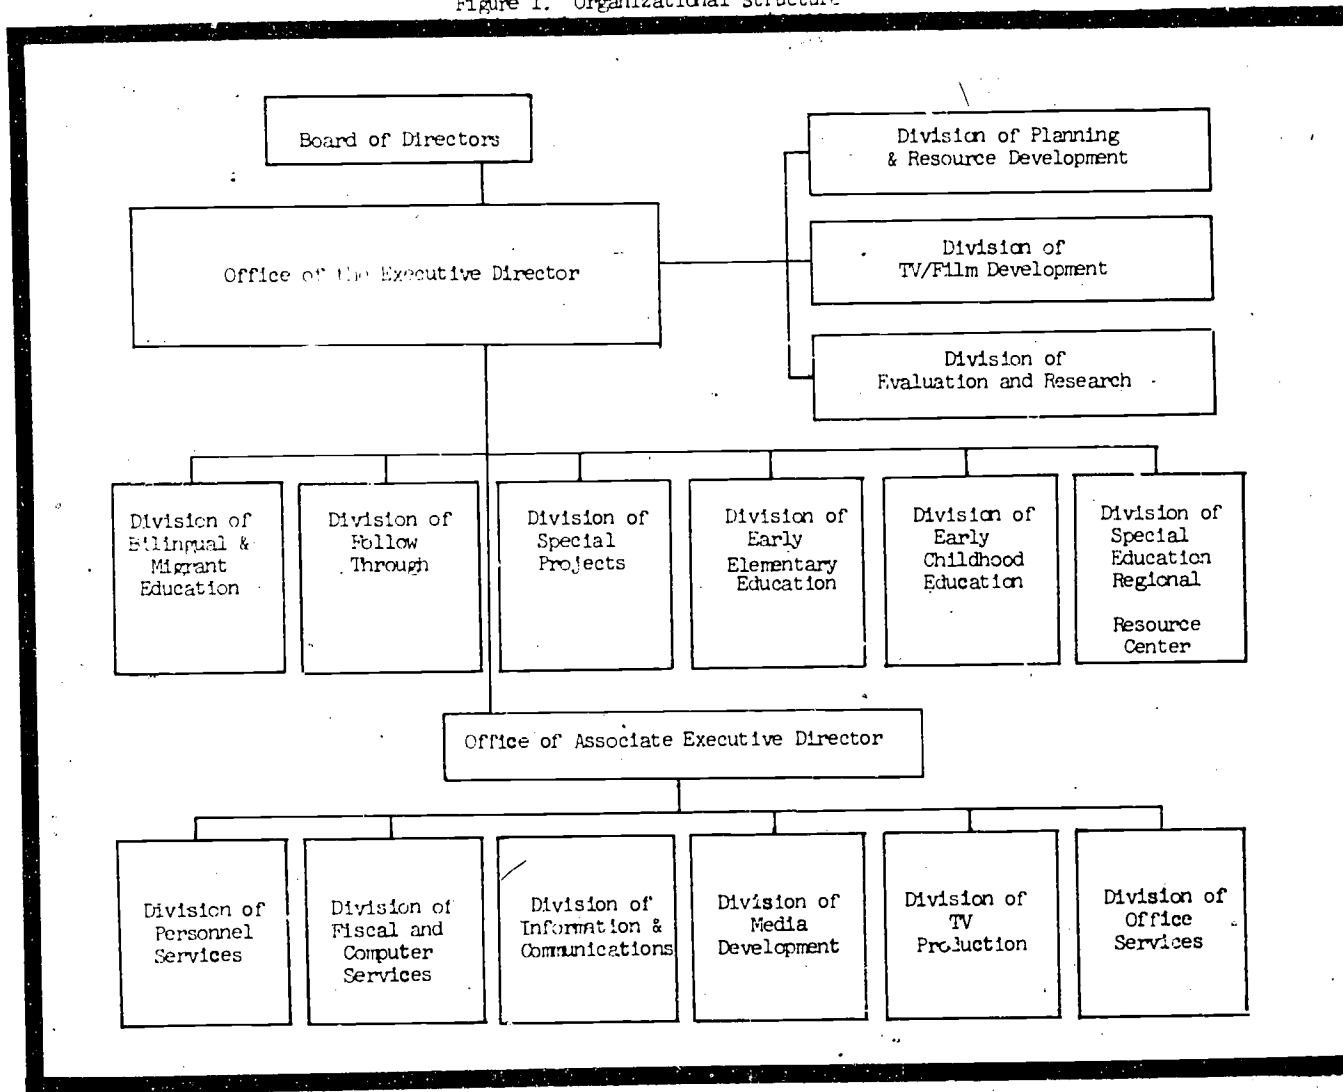 Figure 1. Organizational Structure
Board of Directors
Division of Planning
& Resource Development
Office of the Executive Director
Division of
TV/Film Development
Division of
Evaluation and Research
Division of
Bilingual &
Migrant
Education
Division of
Follow
Through
Division of
Special
Projects
Division of
Early
Elementary
Education
Division of
Early
Childhood
Education
Division of
Special
Education
Regional
Resource
Center
Office of Associate Executive Director
Division of
Personnel
Services
Division of
Fiscal and
Computer
Services
Division of
Information &
Communications
Division of
Media
Development
Division of
TV
Production
Division of
Office
Services